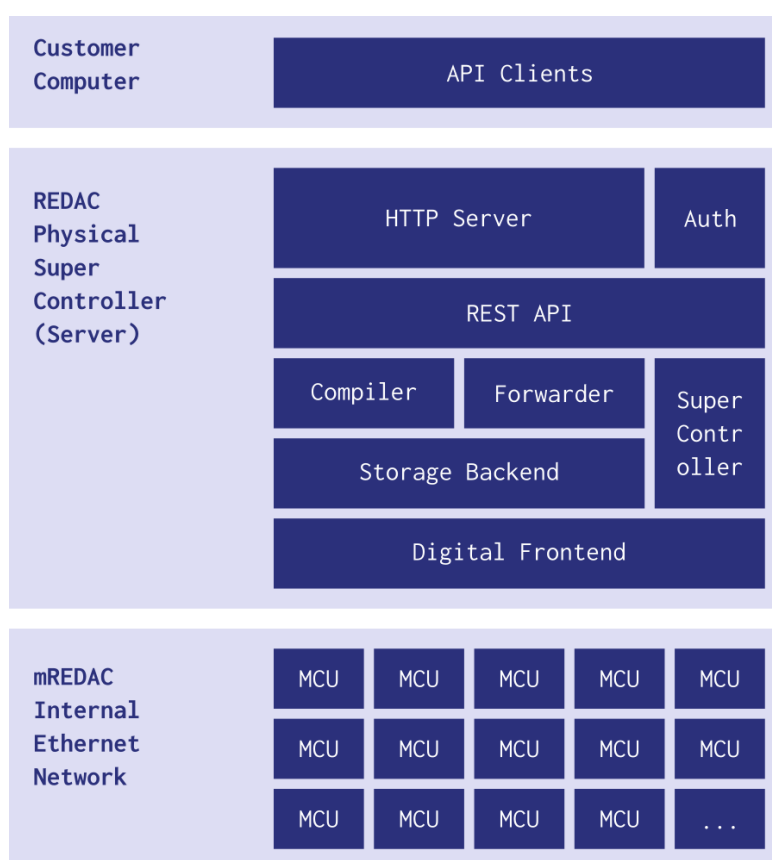 Customer
Computer
API Clients
REDAC
Physical
Super
Controller
(Server)
HTTP Server
Auth
REST API
Compiler
Forwarder
Super
Contr
oller
Storage Backend
Digital Frontend
mREDAC
Internal
Ethernet
Network
MCU MCU MCU MCU MCU
MCU MCU MCU MCU MCU
MCU MCU MCU MCU ...